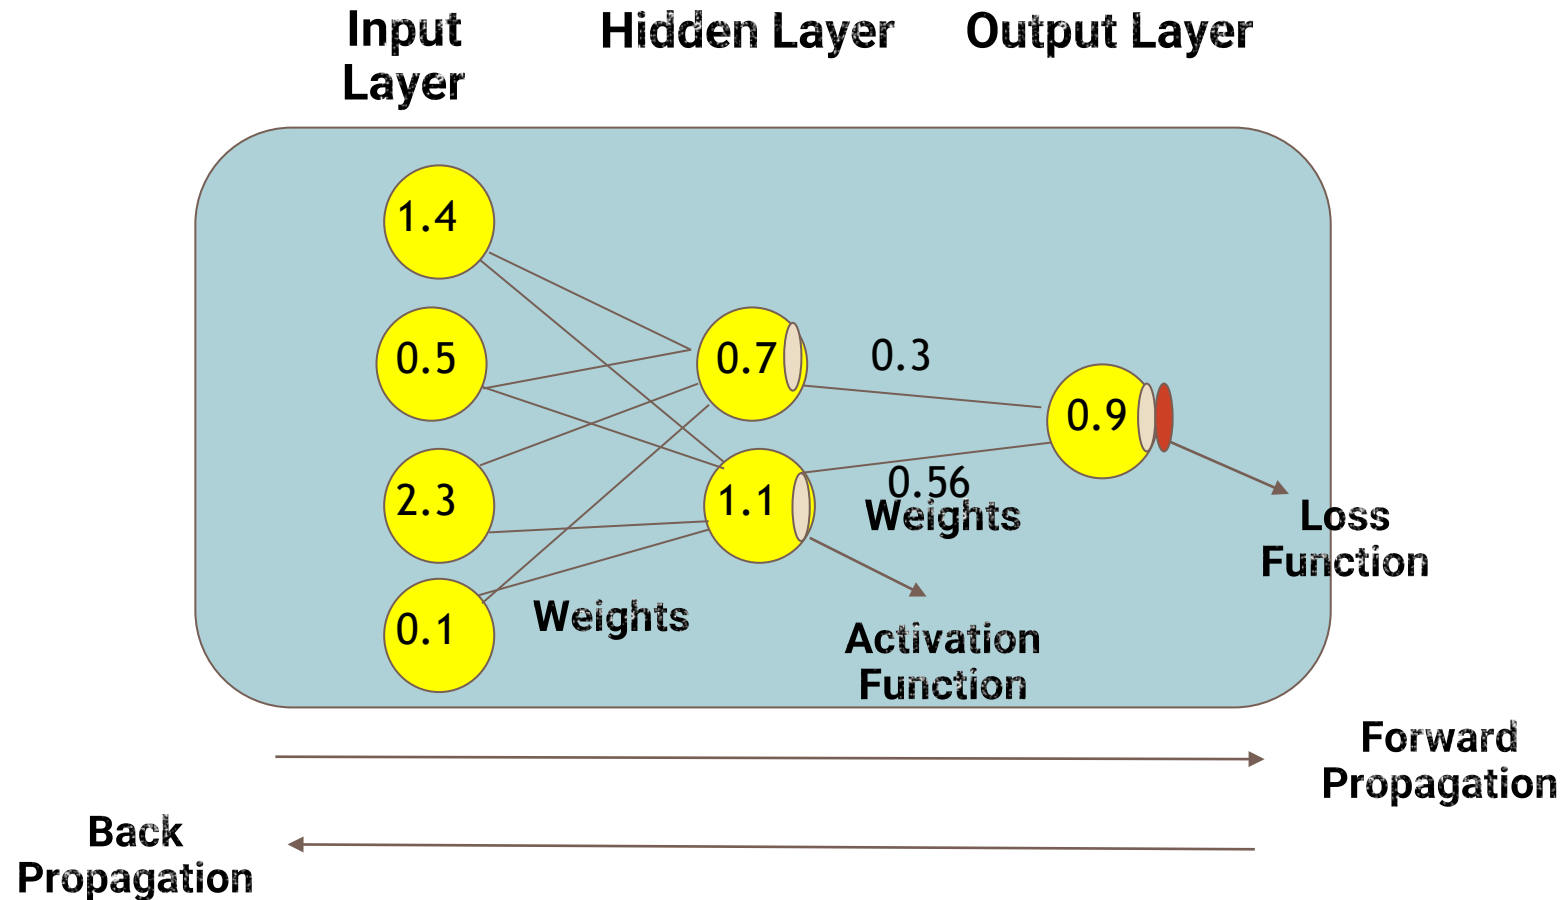 Input
Layer
Hidden Layer
Output Layer
1.4
0.5
2.3
0.1
0.7
1.1
0.3
0.56
Weights
0.9
Weights
Activation
Function
Loss
Function
Forward
Propagation
Back
Propagation